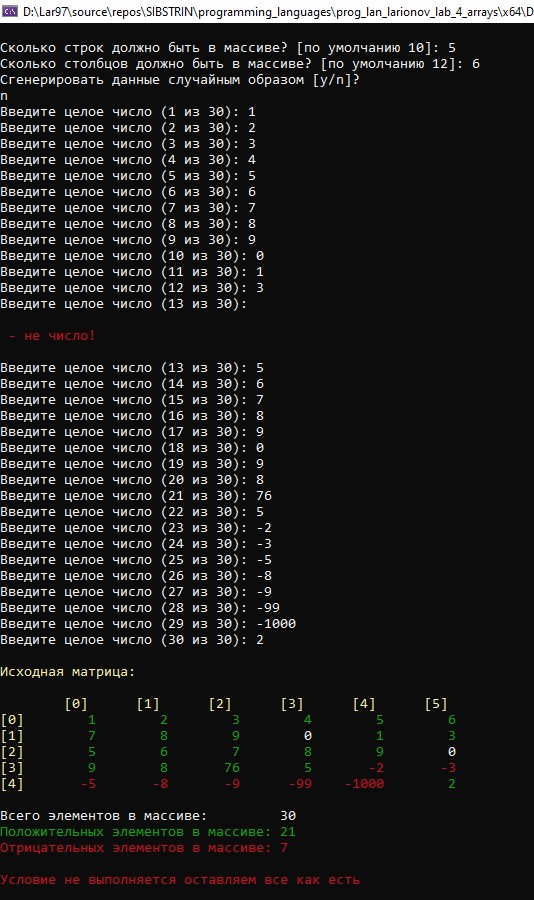 D:\Lar97\source\repos\SIBSTRIN\programming_languages\prog_lan_larionov_lab_4_arrays\x64\D
Сколько строк должно быть в массиве? [по умолчанию 10]: 5
Сколько столбцов должно быть в массиве? [по умолчанию 12]: 6
Сгенерировать данные случайным образом [y/n]?
n
Введите целое число (1 из 30): 1
Введите целое число (2 из 30): 2
Введите целое число (3 из 30): 3
Введите целое число (4 из 30): 4
Введите целое число (5 из 30): 5
Введите целое число (6 из 30): 6
Введите целое число (7 из 30): 7
Введите целое число (8 из 30): 8
Введите целое число (9 из 30): 9
Введите целое число (10 из 30): 0
Введите целое число (11 из 30): 1
Введите целое число (12 из 30): 3
Введите целое число (13 из 30):
- не число!
Введите целое число (13 из 30): 5
Введите целое число (14 из 30): 6
Введите целое число (15 из 30): 7
Введите целое число (16 из 30): 8
Введите целое число (17 из 30): 9
Введите целое число (18 из 30): 0
Введите целое число (19 из 30): 9
Введите целое число (20 из 30): 8
Введите целое число (21 из 30): 76
Введите целое число (22 из 30): 5
Введите целое число (23 из 30): -2
Введите целое число (24 из 30): -3
Введите целое число (25 из 30): -5
Введите целое число (26 из 30): -8
Введите целое число (27 из 30): -9
Введите целое число (28 из 30): -99
Введите целое число (29 из 30): -1000
Введите целое число (30 из 30): 2
Исходная матрица:
[0] [1] [2] [3] [4] [5]
[0] 1 2 3 4 5 6
[1] 7 8 9 0 1 3
[2] 5 6 7 8 9 0
[3] 9 8 76 5 -2 -3
[4] -5 -8 -9 -99 -1000 2
Всего элементов в массиве: 30
Положительных элементов в массиве: 21
Отрицательных элементов в массиве: 7
Условие не выполняется оставляем все как есть